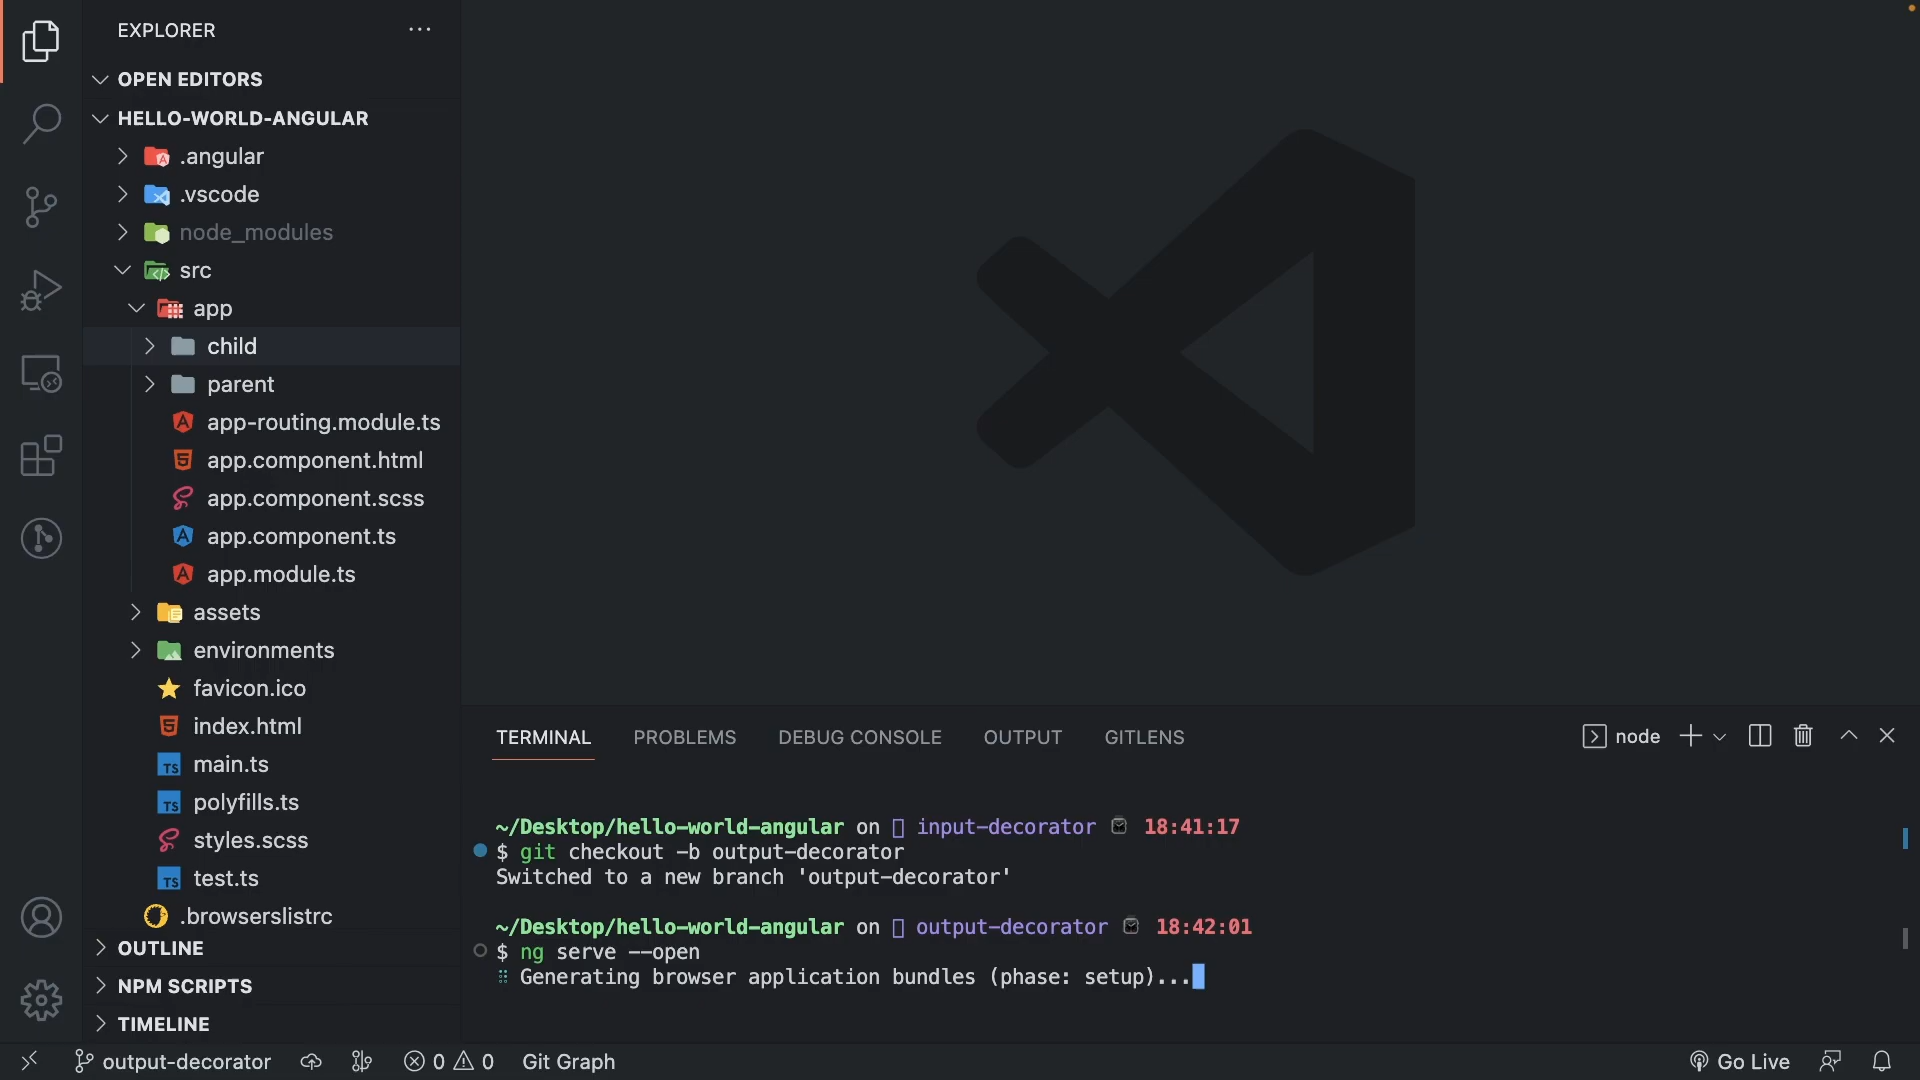 EXPLORER
OPEN EDITORS
HELLO-WORLD-ANGULAR
.angular
.vscode
node_modules
src
app
child
parent
app-routing.module.ts
app.component.html
app.component.scss
app.component.ts
app.module.ts
assets
environments
favicon.ico
index.html
main.ts
polyfills.ts
styles.scss
test.ts
.browserslistrc
OUTLINE
NPM SCRIPTS
TIMELINE
TERMINAL PROBLEMS DEBUG CONSOLE OUTPUT GITLENS node
~/Desktop/hello-world-angular on input-decorator 18:41:17
$ git checkout -b output-decorator
Switched to a new branch 'output-decorator'
~/Desktop/hello-world-angular on output-decorator 18:42:01
$ ng serve --open
Generating browser application bundles (phase: setup)...
output-decorator 0 0 Git Graph Go Live